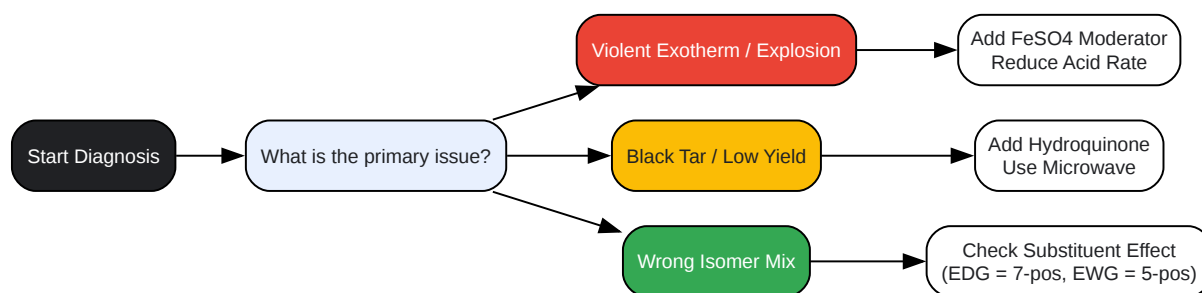 Start Diagnosis
What is the primary issue?
Violent Exotherm / Explosion
Add FeSO4 Moderator
Reduce Acid Rate
Black Tar / Low Yield
Add Hydroquinone
Use Microwave
Wrong Isomer Mix
Check Substituent Effect
(EDG = 7-pos, EWG = 5-pos)